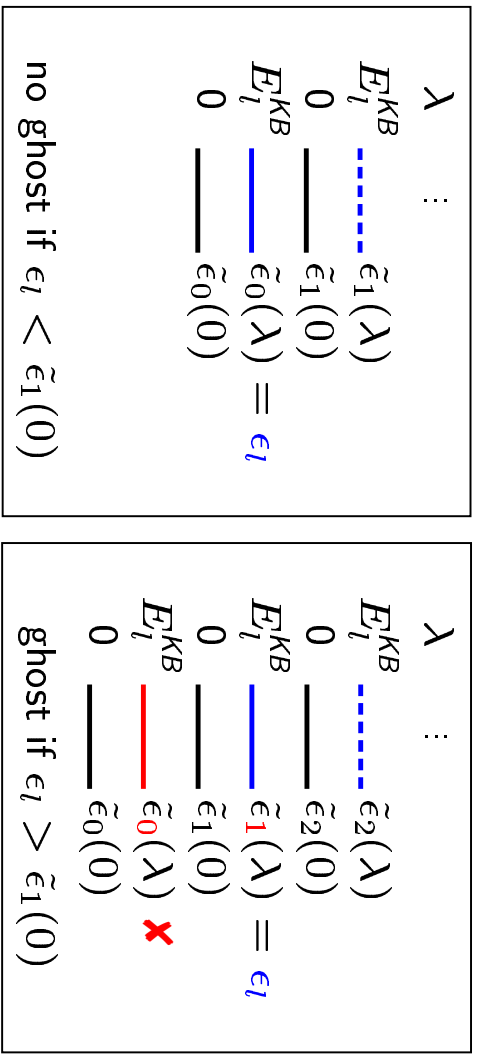 λ ⋮
E_l^{KB} ϵ̃_1(λ)
0 ϵ̃_1(0)
E_l^{KB} ϵ̃_0(λ) = ϵ_l
0 ϵ̃_0(0)
no ghost if ϵ_l < ϵ̃_1(0)
λ ⋮
E_l^{KB} ϵ̃_2(λ)
0 ϵ̃_2(0)
E_l^{KB} ϵ̃_1(λ) = ϵ_l
0 ϵ̃_1(0)
E_l^{KB} ϵ̃_0(λ) ✘
0 ϵ̃_0(0)
ghost if ϵ_l > ϵ̃_1(0)